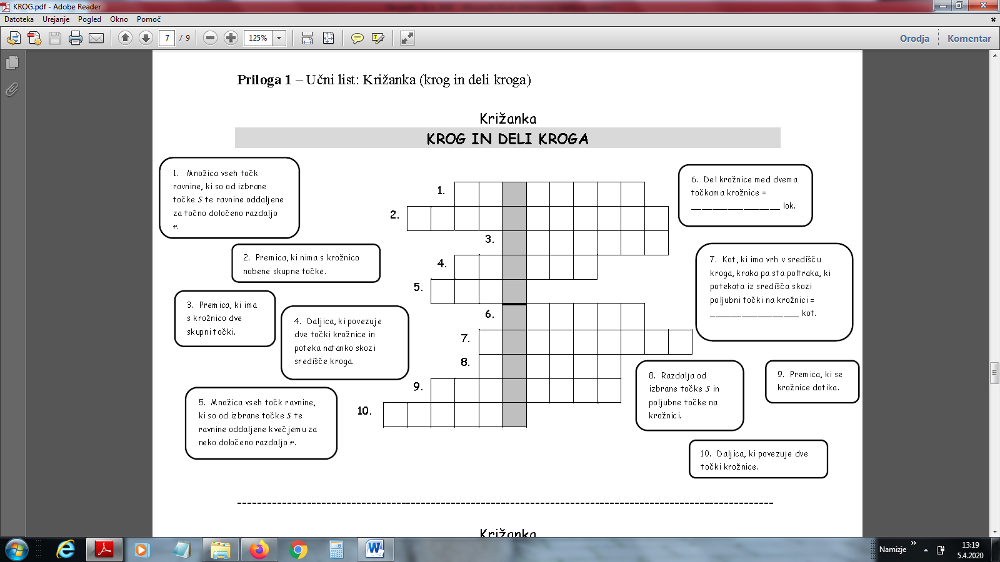 KROG.pdf - Adobe Reader
Datoteka Urejanje Pogled Okno Pomoč
7 / 9 125% Orodja Komentar
Priloga 1 – Učni list: Križanka (krog in deli kroga)
Križanka
KROG IN DELI KROGA
1. Množica vseh točk
ravnine, ki so od izbrane
točke S te ravnine oddaljene
za točno določeno razdaljo
r.
2. Premica, ki nima s krožnico
nobene skupne točke.
3. Premica, ki ima
s krožnico dve
skupni točki.
4. Daljica, ki povezuje
dve točki krožnice in
poteka natanko skozi
središče kroga.
5. Množica vseh točk ravnine,
ki so od izbrane točke S te
ravnine oddaljene kvečjemu za
neko določeno razdaljo r.
1.
2.
3.
4.
5.
6.
7.
8.
9.
10.
6. Del krožnice med dvema
točkama krožnice =
____________________ lok.
7. Kot, ki ima vrh v središču
kroga, kraka pa sta poltraka, ki
potekata iz središča skozi
poljubni točki na krožnici =
____________________ kot.
8. Razdalja od
izbrane točke S in
poljubne točke na
krožnici.
9. Premica, ki se
krožnice dotika.
10. Daljica, ki povezuje dve
točki krožnice.
Križanka
Namizje »
13:19
5.4.2020